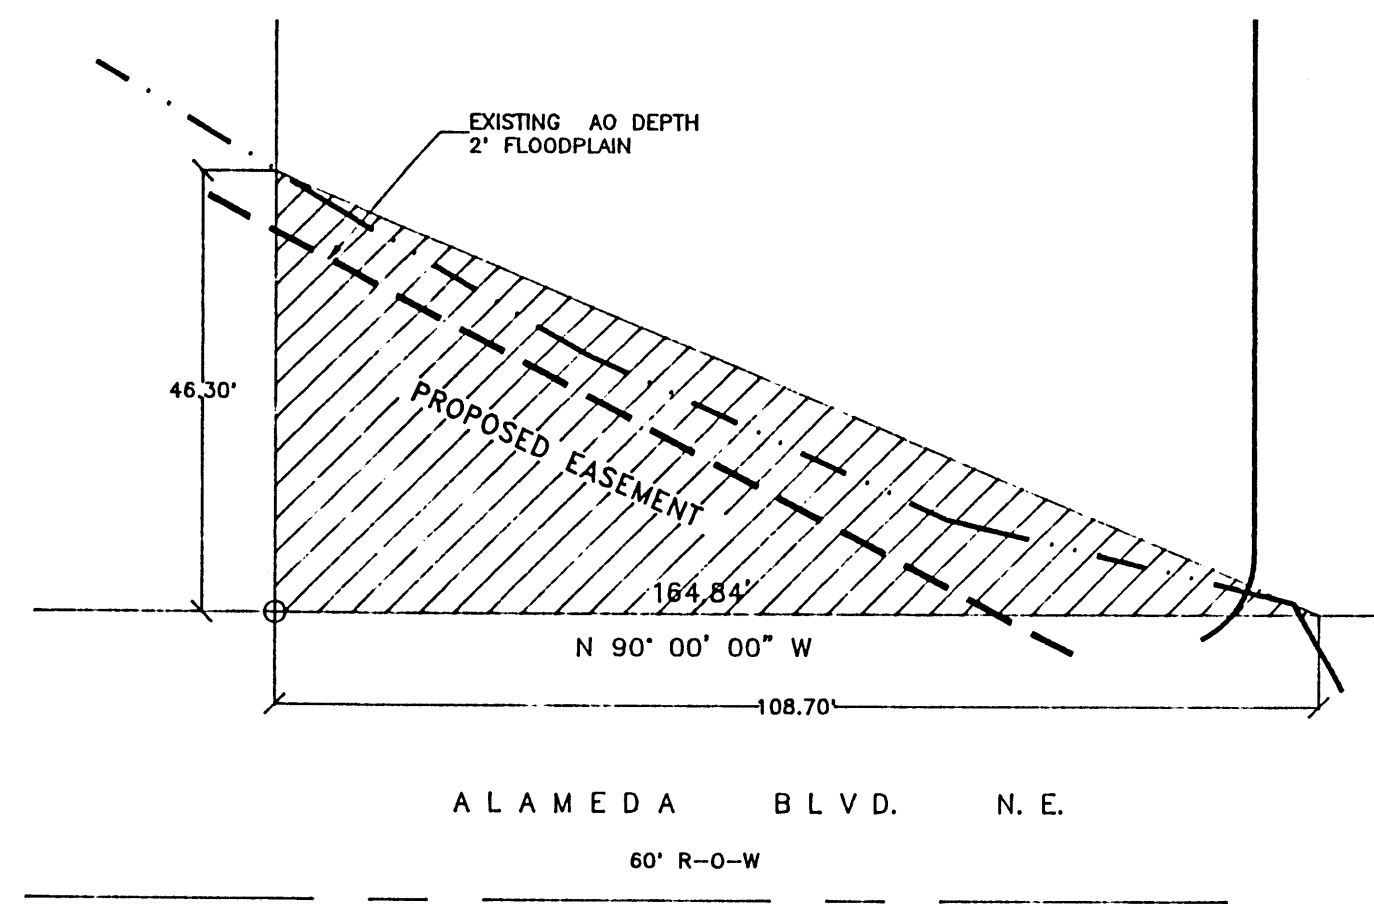 EXISTING AO DEPTH
2' FLOODPLAIN
46.30'
PROPOSED EASEMENT
164.84'
N 90° 00' 00" W
108.70'
ALAMEDA BLVD. N.E.
60' R-O-W